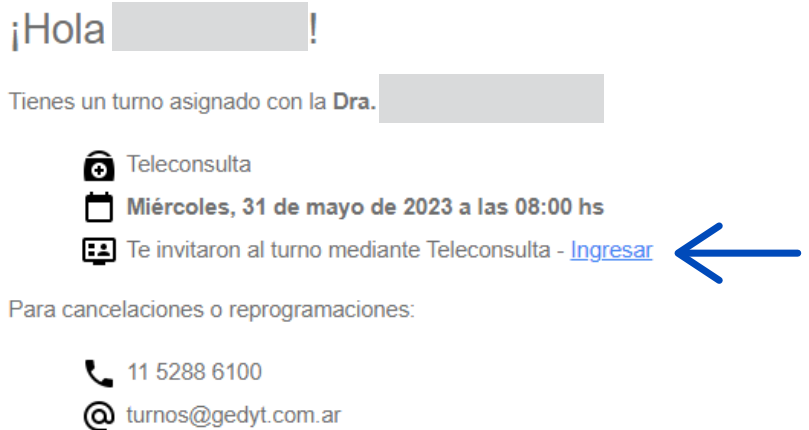 ¡Hola !
Tienes un turno asignado con la Dra.
Teleconsulta
Miércoles, 31 de mayo de 2023 a las 08:00 hs
Te invitaron al turno mediante Teleconsulta - Ingresar
Para cancelaciones o reprogramaciones:
11 5288 6100
turnos@gedyt.com.ar